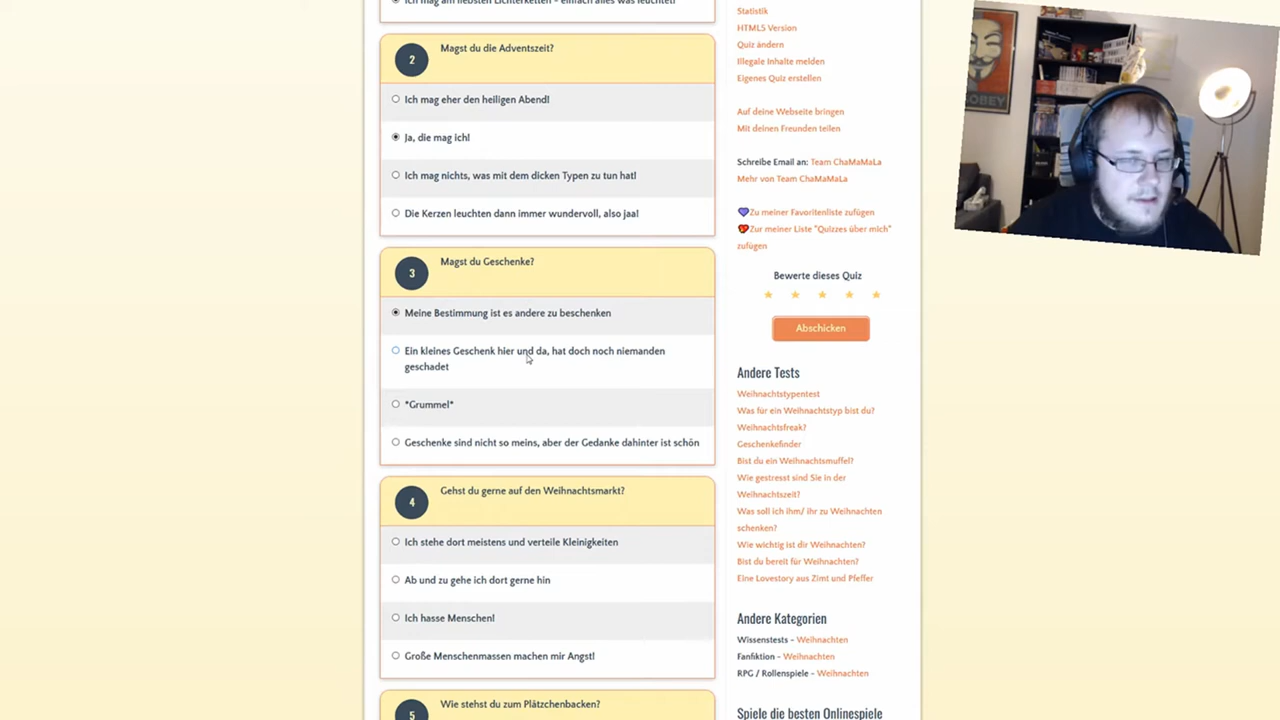 Ich mag am liebsten Lichterketten - einfach alles was leuchtet!
2
Magst du die Adventszeit?
Ich mag eher den heiligen Abend!
Ja, die mag ich!
Ich mag nichts, was mit dem dicken Typen zu tun hat!
Die Kerzen leuchten dann immer wundervoll, also jaa!
3
Magst du Geschenke?
Meine Bestimmung ist es andere zu beschenken
Ein kleines Geschenk hier und da, hat doch noch niemanden
geschadet
*Grummel*
Geschenke sind nicht so meins, aber der Gedanke dahinter ist schön
4
Gehst du gerne auf den Weihnachtsmarkt?
Ich stehe dort meistens und verteile Kleinigkeiten
Ab und zu gehe ich dort gerne hin
Ich hasse Menschen!
Große Menschenmassen machen mir Angst!
5
Wie stehst du zum Plätzchenbacken?
Statistik
HTML5 Version
Quiz ändern
Illegale Inhalte melden
Eigenes Quiz erstellen
Auf deine Webseite bringen
Mit deinen Freunden teilen
Schreibe Email an: Team ChaMaMaLa
Mehr von Team ChaMaMaLa
Zu meiner Favoritenliste zufügen
Zur meiner Liste "Quizzes über mich"
zufügen
Bewerte dieses Quiz
Abschicken
Andere Tests
Weihnachtstypentest
Was für ein Weihnachtstyp bist du?
Weihnachtsfreak?
Geschenkefinder
Bist du ein Weihnachtsmuffel?
Wie gestresst sind Sie in der
Weihnachtszeit?
Was soll ich ihm/ ihr zu Weihnachten
schenken?
Wie wichtig ist dir Weihnachten?
Bist du bereit für Weihnachten?
Eine Lovestory aus Zimt und Pfeffer
Andere Kategorien
Wissenstests - Weihnachten
Fanfiktion - Weihnachten
RPG / Rollenspiele - Weihnachten
Spiele die besten Onlinespiele
OBEY